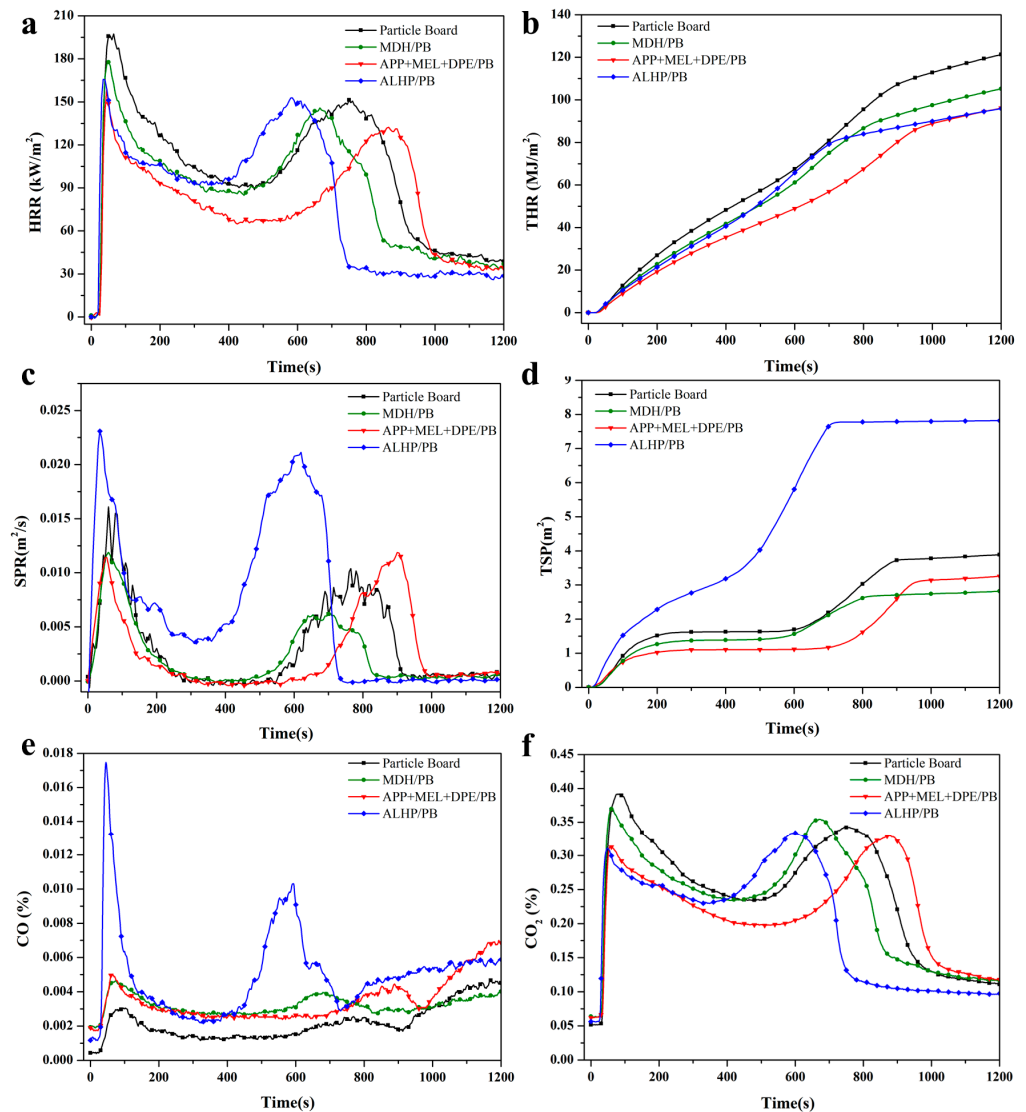 a
210
180
150
120
90
60
30
0
HRR (kW/m²)
Particle Board
MDH/PB
APP+MEL+DPE/PB
ALHP/PB
0 200 400 600 800 1000 1200
Time(s)
b
140
120
100
80
60
40
20
0
THR (MJ/m²)
Particle Board
MDH/PB
APP+MEL+DPE/PB
ALHP/PB
0 200 400 600 800 1000 1200
Time(s)
c
0.025
0.020
0.015
0.010
0.005
0.000
SPR(m²/s)
Particle Board
MDH/PB
APP+MEL+DPE/PB
ALHP/PB
0 200 400 600 800 1000 1200
Time(s)
d
9
8
7
6
5
4
3
2
1
0
TSP(m²)
Particle Board
MDH/PB
APP+MEL+DPE/PB
ALHP/PB
0 200 400 600 800 1000 1200
Time(s)
e
0.018
0.016
0.014
0.012
0.010
0.008
0.006
0.004
0.002
0.000
CO (%)
Particle Board
MDH/PB
APP+MEL+DPE/PB
ALHP/PB
0 200 400 600 800 1000 1200
Time(s)
f
0.45
0.40
0.35
0.30
0.25
0.20
0.15
0.10
0.05
0.00
CO₂ (%)
Particle Board
MDH/PB
APP+MEL+DPE/PB
ALHP/PB
0 200 400 600 800 1000 1200
Time(s)